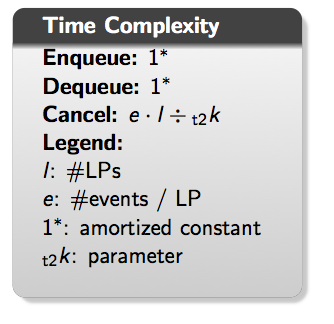 Time Complexity
Enqueue: 1*
Dequeue: 1*
Cancel: e · l ÷ t2k
Legend:
l: #LPs
e: #events / LP
1*: amortized constant
t2k: parameter